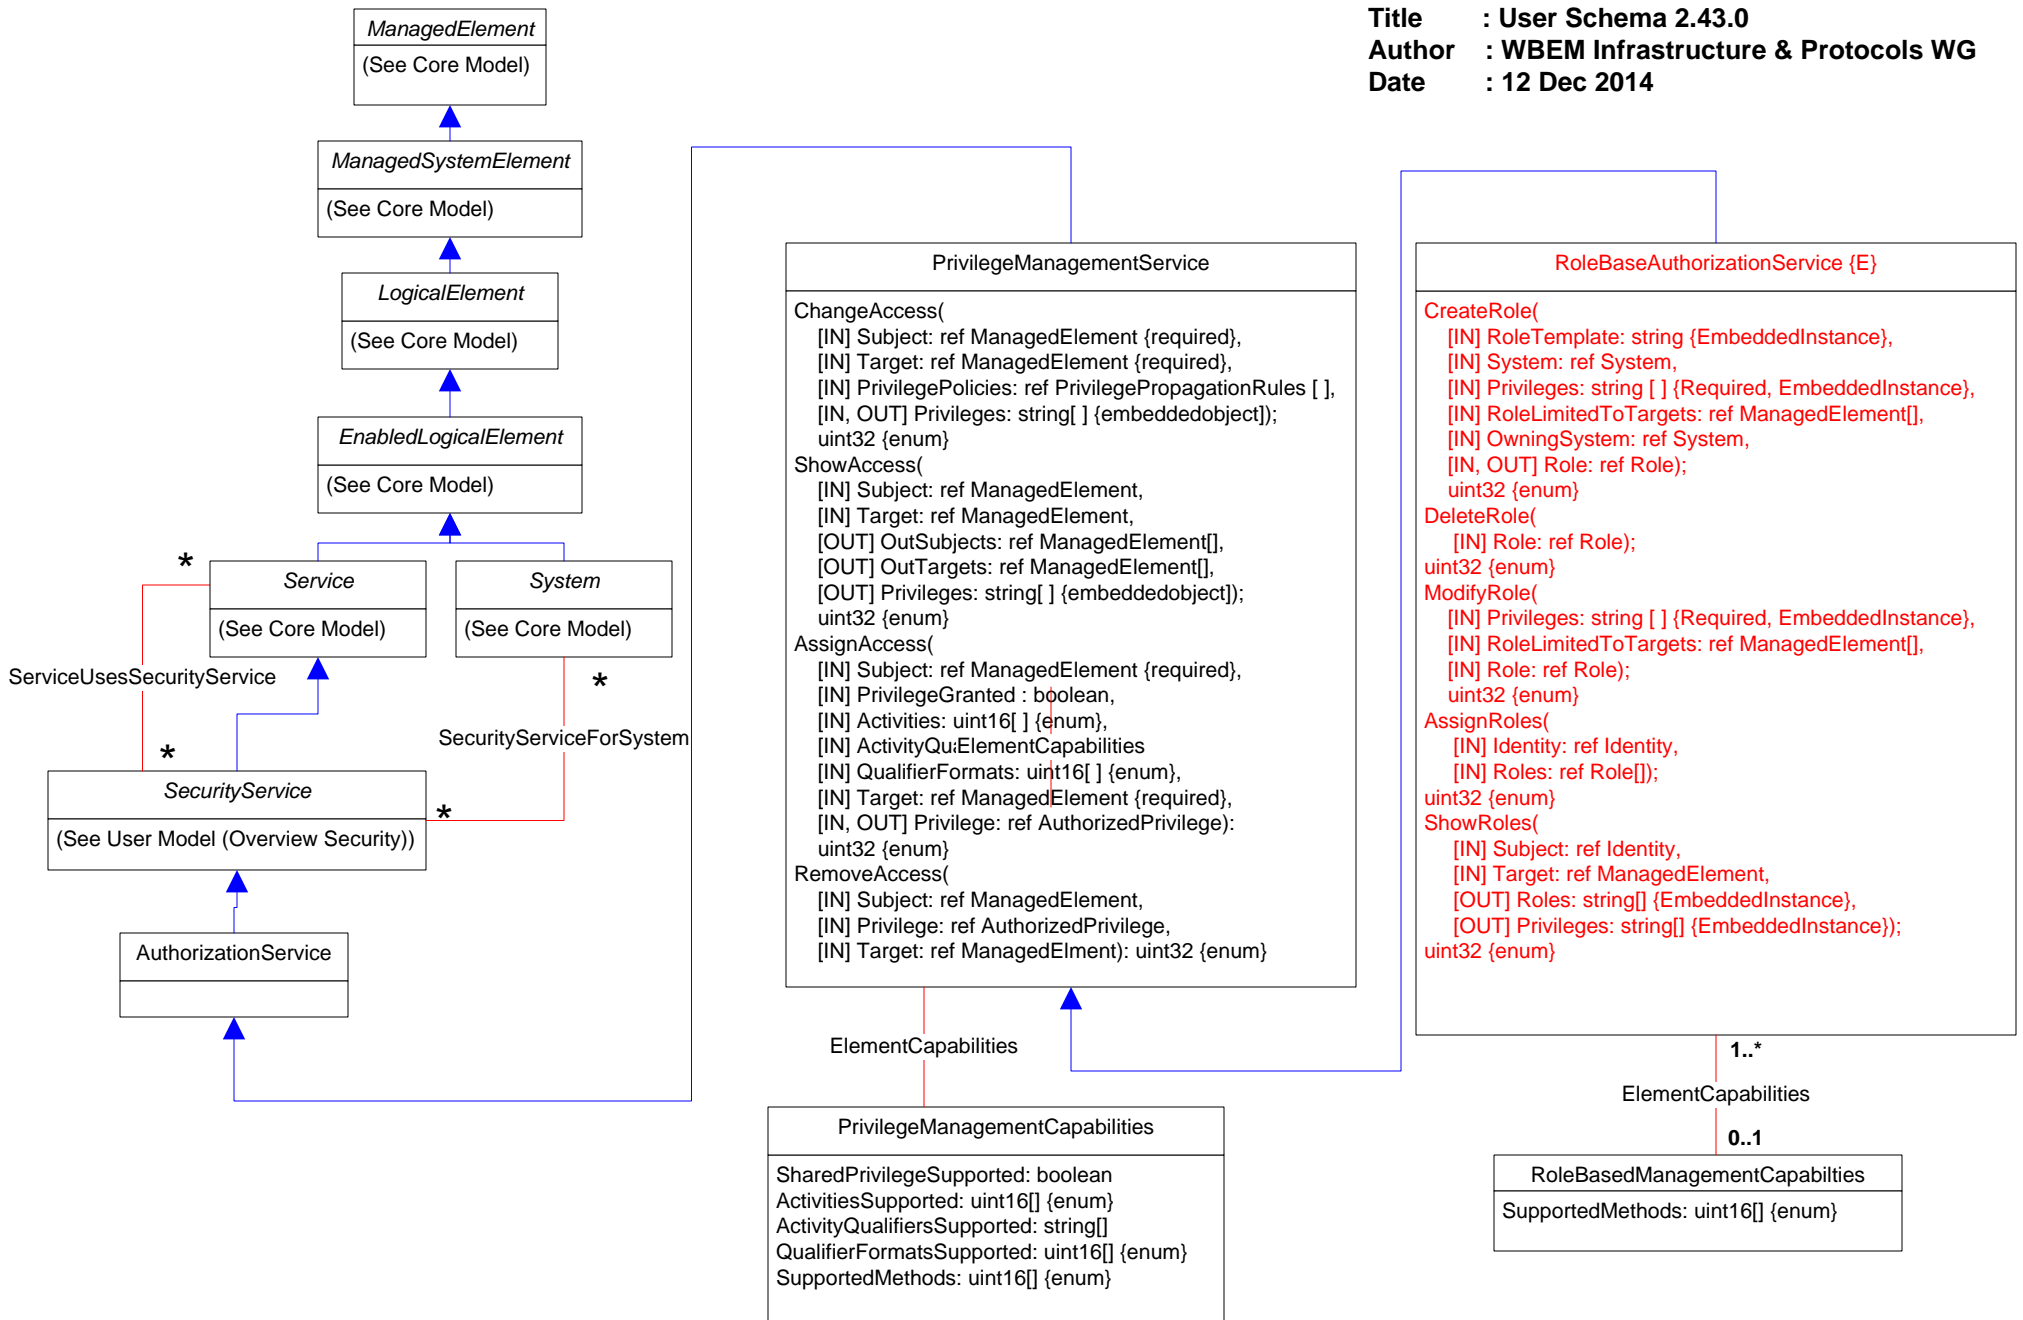 Title : User Schema 2.43.0
Author : WBEM Infrastructure & Protocols WG
Date : 12 Dec 2014
ManagedElement
(See Core Model)
ManagedSystemElement
(See Core Model)
LogicalElement
(See Core Model)
EnabledLogicalElement
(See Core Model)
*
Service
(See Core Model)
System
(See Core Model)
ServiceUsesSecurityService
*
*
SecurityServiceForSystem
SecurityService
*
(See User Model (Overview Security))
AuthorizationService
PrivilegeManagementService
ChangeAccess(
[IN] Subject: ref ManagedElement {required},
[IN] Target: ref ManagedElement {required},
[IN] PrivilegePolicies: ref PrivilegePropagationRules [ ],
[IN, OUT] Privileges: string[ ] {embeddedobject]);
uint32 {enum}
ShowAccess(
[IN] Subject: ref ManagedElement,
[IN] Target: ref ManagedElement,
[OUT] OutSubjects: ref ManagedElement[],
[OUT] OutTargets: ref ManagedElement[],
[OUT] Privileges: string[ ] {embeddedobject]);
uint32 {enum}
AssignAccess(
[IN] Subject: ref ManagedElement {required},
[IN] PrivilegeGranted : boolean,
[IN] Activities: uint16[ ] {enum},
[IN] ElementCapabilities
[IN] QualifierFormats: uint16[ ] {enum},
[IN] Target: ref ManagedElement {required},
[IN, OUT] Privilege: ref AuthorizedPrivilege):
uint32 {enum}
RemoveAccess(
[IN] Subject: ref ManagedElement,
[IN] Privilege: ref AuthorizedPrivilege,
[IN] Target: ref ManagedElment): uint32 {enum}
ElementCapabilities
PrivilegeManagementCapabilities
SharedPrivilegeSupported: boolean
ActivitiesSupported: uint16[] {enum}
ActivityQualifiersSupported: string[]
QualifierFormatsSupported: uint16[] {enum}
SupportedMethods: uint16[] {enum}
RoleBaseAuthorizationService {E}
CreateRole(
[IN] RoleTemplate: string {EmbeddedInstance},
[IN] System: ref System,
[IN] Privileges: string [ ] {Required, EmbeddedInstance},
[IN] RoleLimitedToTargets: ref ManagedElement[],
[IN] OwningSystem: ref System,
[IN, OUT] Role: ref Role);
uint32 {enum}
DeleteRole(
[IN] Role: ref Role);
uint32 {enum}
ModifyRole(
[IN] Privileges: string [ ] {Required, EmbeddedInstance},
[IN] RoleLimitedToTargets: ref ManagedElement[],
[IN] Role: ref Role);
uint32 {enum}
AssignRoles(
[IN] Identity: ref Identity,
[IN] Roles: ref Role[]);
uint32 {enum}
ShowRoles(
[IN] Subject: ref Identity,
[IN] Target: ref ManagedElement,
[OUT] Roles: string[] {EmbeddedInstance},
[OUT] Privileges: string[] {EmbeddedInstance});
uint32 {enum}
1..*
ElementCapabilities
0..1
RoleBasedManagementCapabilties
SupportedMethods: uint16[] {enum}